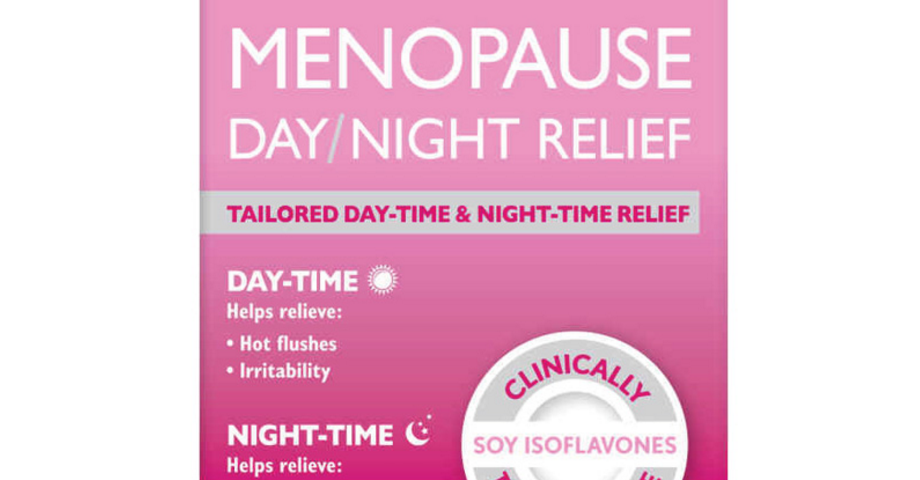 MENOPAUSE
DAY/NIGHT RELIEF
TAILORED DAY-TIME & NIGHT-TIME RELIEF
DAY-TIME
Helps relieve:
• Hot flushes
• Irritability
NIGHT-TIME
Helps relieve:
CLINICALLY
SOY ISOFLAVONES